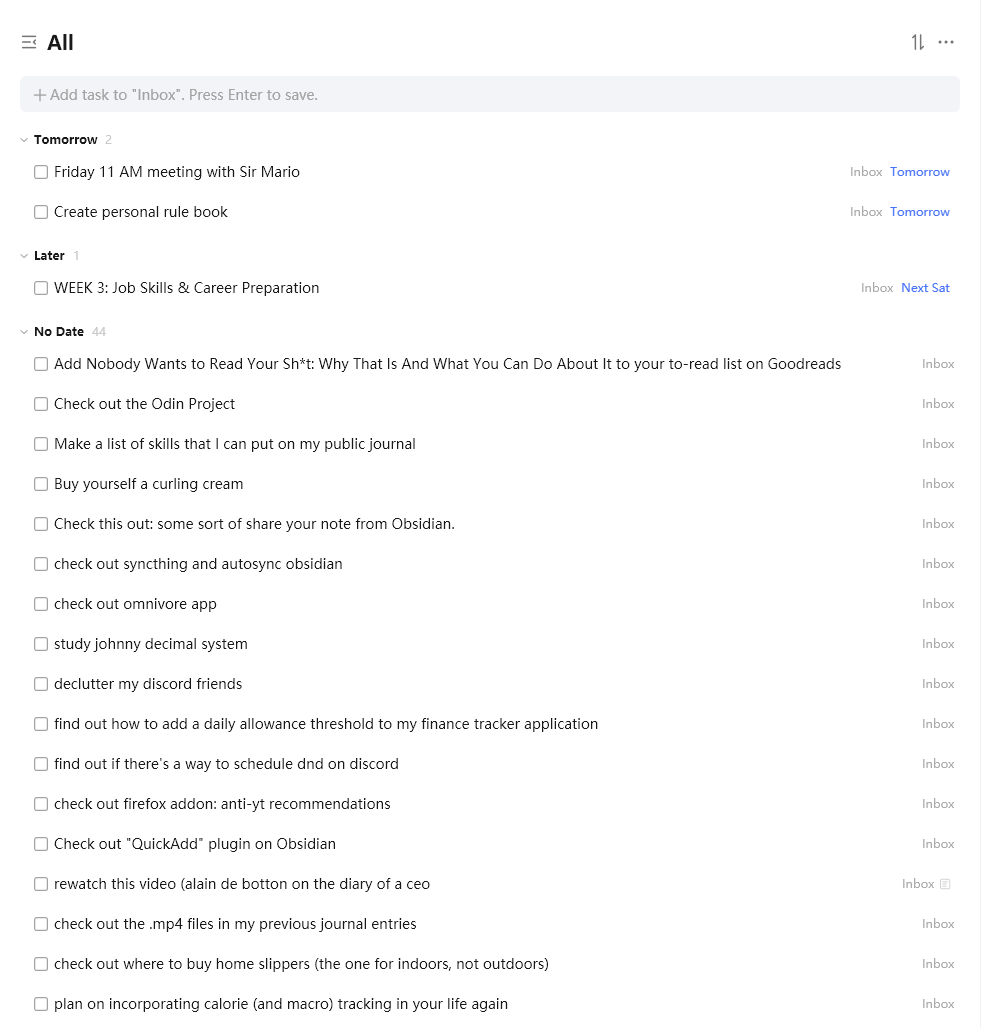 All
Add task to "Inbox". Press Enter to save.
Tomorrow 2
Friday 11 AM meeting with Sir Mario Inbox Tomorrow
Create personal rule book Inbox Tomorrow
Later 1
WEEK 3: Job Skills & Career Preparation Inbox Next Sat
No Date 44
Add Nobody Wants to Read Your Sh*t: Why That Is And What You Can Do About It to your to-read list on Goodreads Inbox
Check out the Odin Project Inbox
Make a list of skills that I can put on my public journal Inbox
Buy yourself a curling cream Inbox
Check this out: some sort of share your note from Obsidian. Inbox
check out syncthing and autosync obsidian Inbox
check out omnivore app Inbox
study johnny decimal system Inbox
declutter my discord friends Inbox
find out how to add a daily allowance threshold to my finance tracker application Inbox
find out if there's a way to schedule dnd on discord Inbox
check out firefox addon: anti-yt recommendations Inbox
Check out "QuickAdd" plugin on Obsidian Inbox
rewatch this video (alain de botton on the diary of a ceo Inbox
check out the .mp4 files in my previous journal entries Inbox
check out where to buy home slippers (the one for indoors, not outdoors) Inbox
plan on incorporating calorie (and macro) tracking in your life again Inbox